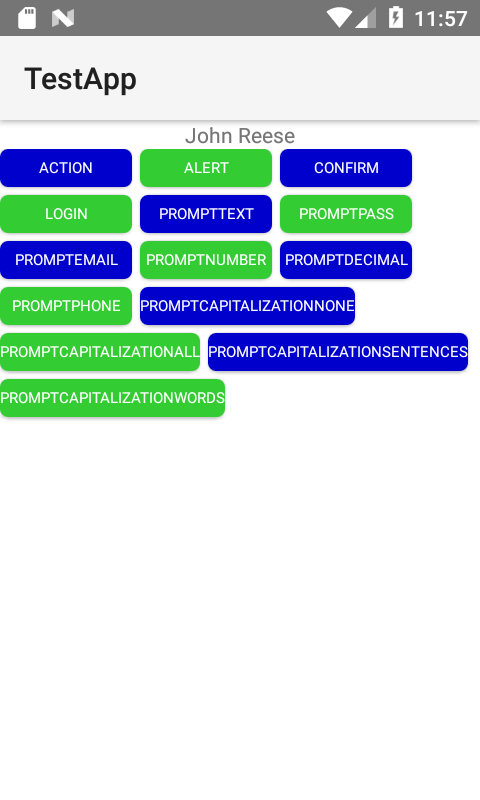 11:57
TestApp
John Reese
ACTION ALERT CONFIRM
LOGIN PROMPTTEXT PROMPTPASS
PROMPTEMAIL PROMPTNUMBER PROMPTDECIMAL
PROMPTPHONE PROMPTCAPITALIZATIONNONE
PROMPTCAPITALIZATIONALL PROMPTCAPITALIZATIONSENTENCES
PROMPTCAPITALIZATIONWORDS